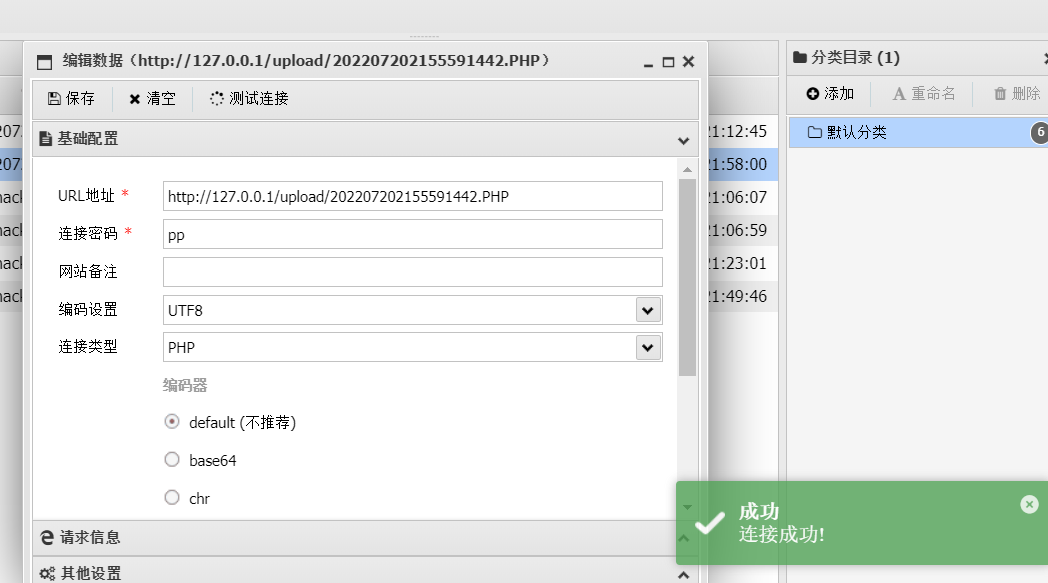 编辑数据（http://127.0.0.1/upload/202207202155591442.PHP）
保存 清空 测试连接
基础配置
URL地址 * http://127.0.0.1/upload/202207202155591442.PHP
连接密码 * pp
网站备注
编码设置 UTF8
连接类型 PHP
编码器
default (不推荐)
base64
chr
请求信息
其他设置
21:12:45
21:58:00
21:06:07
21:06:59
21:23:01
21:49:46
分类目录 (1)
添加 重命名 删除
默认分类 6
成功
连接成功!